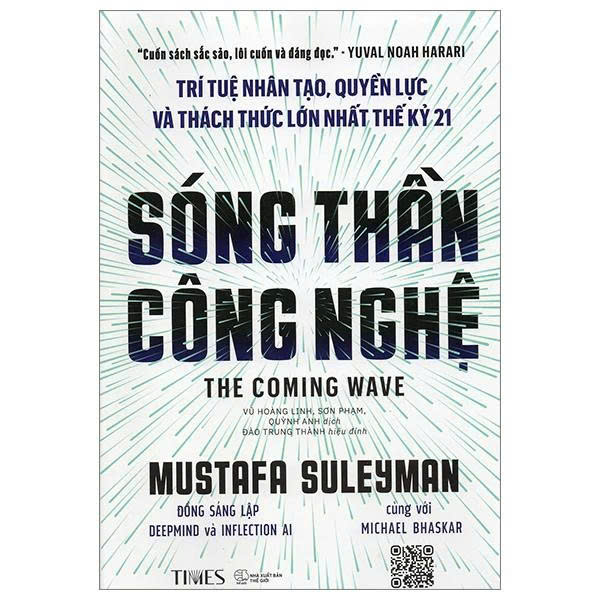 “Cuốn sách sắc sảo, lôi cuốn và đáng đọc.” - YUVAL NOAH HARARI
TRÍ TUỆ NHÂN TẠO, QUYỀN LỰC
VÀ THÁCH THỨC LỚN NHẤT THẾ KỶ 21
SÓNG THẦN
CÔNG NGHỆ
THE COMING WAVE
VŨ HOÀNG LINH, SƠN PHẠM,
QUỲNH ANH dịch
ĐÀO TRUNG THÀNH hiệu đính
MUSTAFA SULEYMAN
ĐỒNG SÁNG LẬP
DEEPMIND và INFLECTION AI
cùng với
MICHAEL BHASKAR
TIMES
NHÀ XUẤT BẢN
THẾ GIỚI